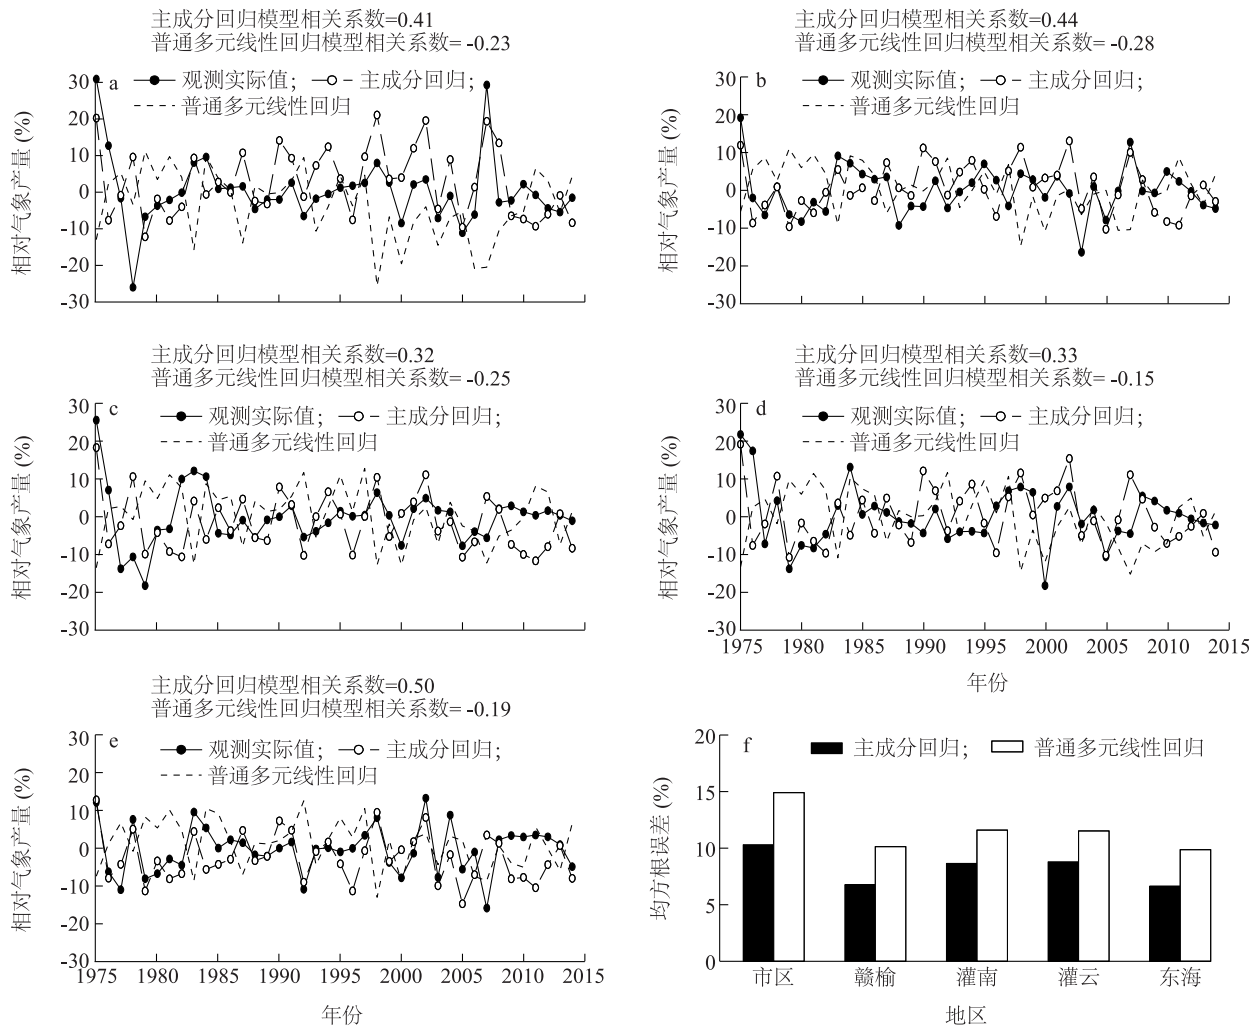 主成分回归模型相关系数=0.41
普通多元线性回归模型相关系数= -0.23
a
观测实际值; 主成分回归;
普通多元线性回归
30
20
10
0
-10
-20
-30
相对气象产量 (%)
主成分回归模型相关系数=0.44
普通多元线性回归模型相关系数= -0.28
b
观测实际值; 主成分回归;
普通多元线性回归
30
20
10
0
-10
-20
-30
相对气象产量 (%)
主成分回归模型相关系数=0.32
普通多元线性回归模型相关系数= -0.25
c
观测实际值; 主成分回归;
普通多元线性回归
30
20
10
0
-10
-20
-30
相对气象产量 (%)
主成分回归模型相关系数=0.33
普通多元线性回归模型相关系数= -0.15
d
观测实际值; 主成分回归;
普通多元线性回归
30
20
10
0
-10
-20
-30
相对气象产量 (%)
1975 1980 1985 1990 1995 2000 2005 2010 2015
年份
主成分回归模型相关系数=0.50
普通多元线性回归模型相关系数= -0.19
e
观测实际值; 主成分回归;
普通多元线性回归
30
20
10
0
-10
-20
-30
相对气象产量 (%)
1975 1980 1985 1990 1995 2000 2005 2010 2015
年份
f
主成分回归; 普通多元线性回归
20
15
10
5
0
均方根误差 (%)
市区 赣榆 灌南 灌云 东海
地区